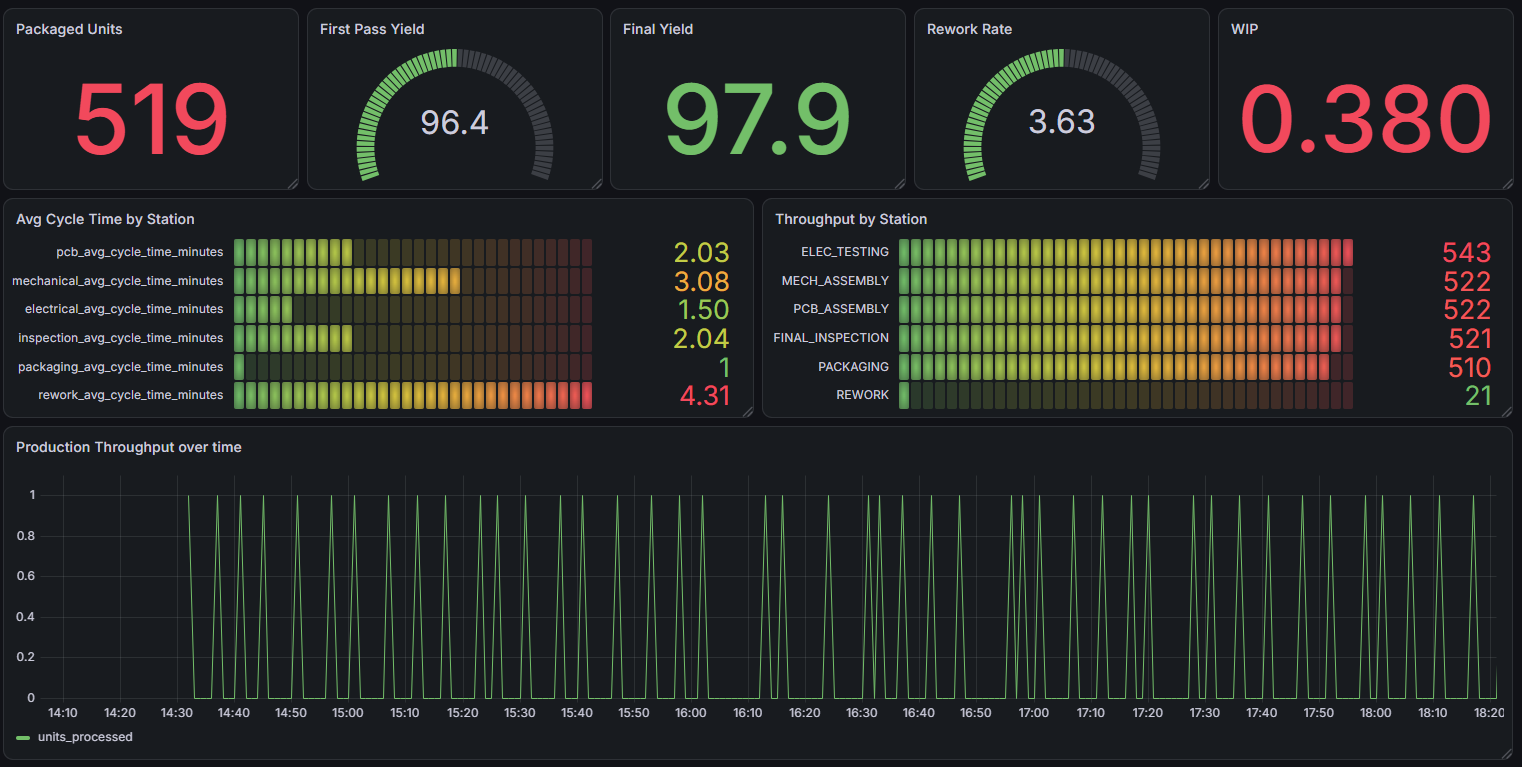 Packaged Units
First Pass Yield
Final Yield
Rework Rate
WIP
519
96.4
97.9
3.63
0.380
Avg Cycle Time by Station
pcb_avg_cycle_time_minutes 2.03
mechanical_avg_cycle_time_minutes 3.08
electrical_avg_cycle_time_minutes 1.50
inspection_avg_cycle_time_minutes 2.04
packaging_avg_cycle_time_minutes 1
rework_avg_cycle_time_minutes 4.31
Throughput by Station
ELEC_TESTING 543
MECH_ASSEMBLY 522
PCB_ASSEMBLY 522
FINAL_INSPECTION 521
PACKAGING 510
REWORK 21
Production Throughput over time
1
0.8
0.6
0.4
0.2
0
14:10 14:20 14:30 14:40 14:50 15:00 15:10 15:20 15:30 15:40 15:50 16:00 16:10 16:20 16:30 16:40 16:50 17:00 17:10 17:20 17:30 17:40 17:50 18:00 18:10 18:20
units_processed